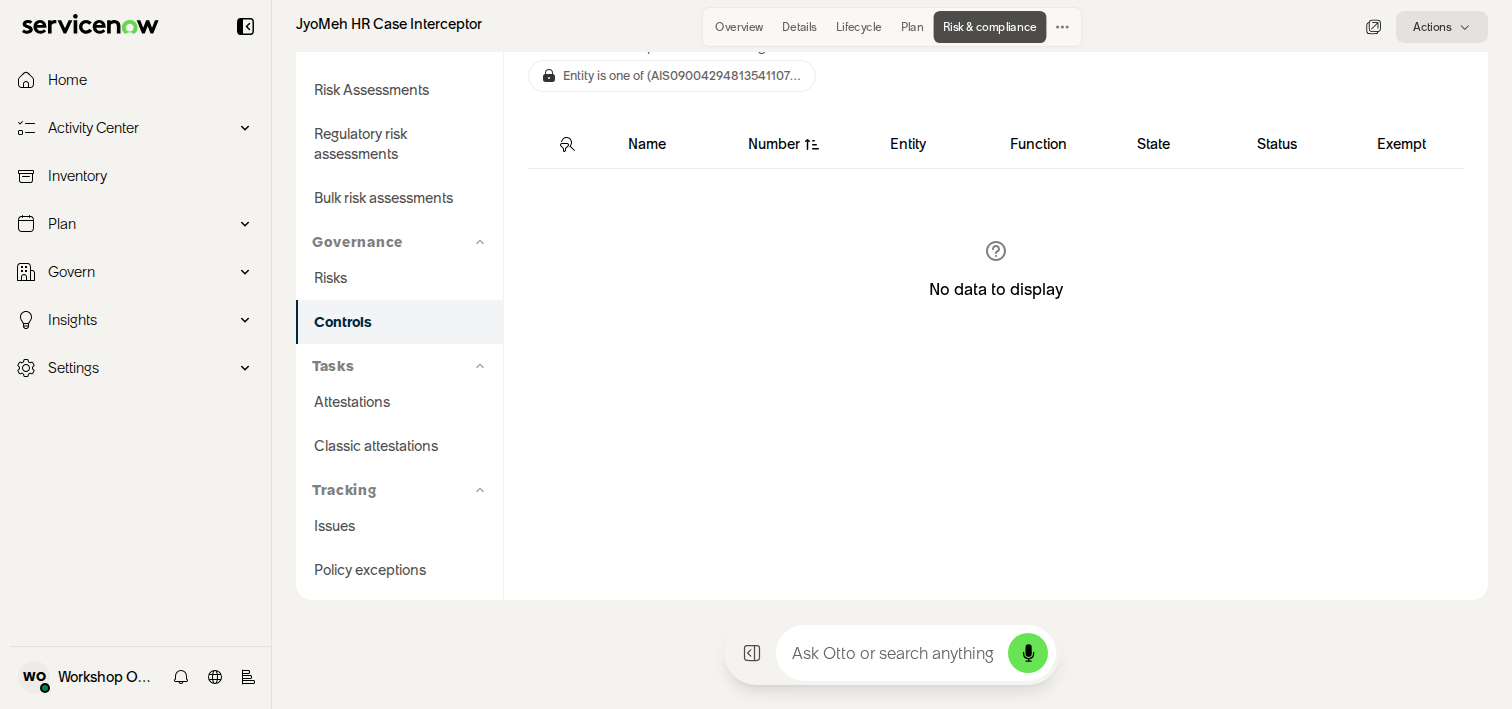 servicenow
JyoMeh HR Case Interceptor
Overview
Details
Lifecycle
Plan
Risk & compliance
Actions
Home
Activity Center
Inventory
Plan
Govern
Insights
Settings
Risk Assessments
Regulatory risk
assessments
Bulk risk assessments
Governance
Risks
Controls
Tasks
Attestations
Classic attestations
Tracking
Issues
Policy exceptions
Entity is one of (AIS09004294813541107...
Name
Number
Entity
Function
State
Status
Exempt
No data to display
WO
Workshop O...
Ask Otto or search anything